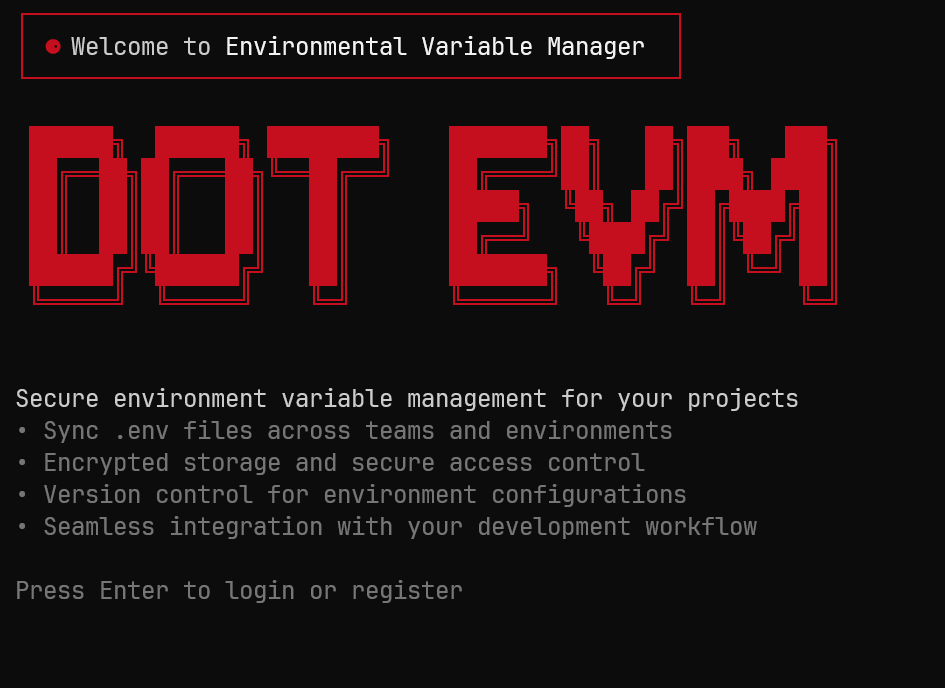 Welcome to Environmental Variable Manager
DOT EVM
Secure environment variable management for your projects
• Sync .env files across teams and environments
• Encrypted storage and secure access control
• Version control for environment configurations
• Seamless integration with your development workflow
Press Enter to login or register